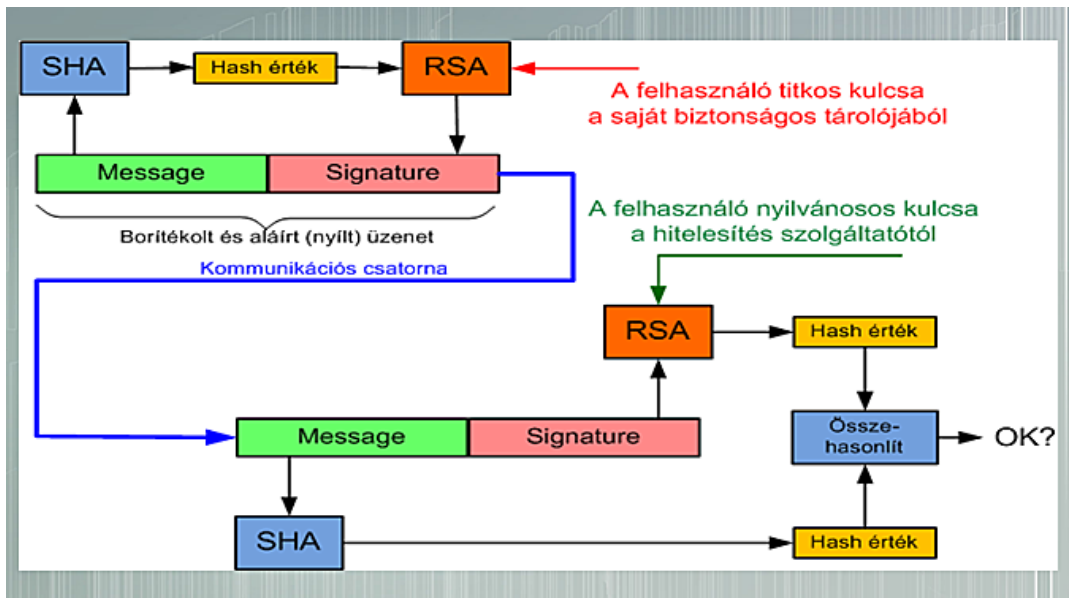 SHA
Hash érték
RSA
A felhasználó titkos kulcsa
a saját biztonságos tárolójából
Message
Signature
Borítékolt és aláírt (nyílt) üzenet
Kommunikációs csatorna
A felhasználó nyilvánosos kulcsa
a hitelesítés szolgáltatótól
RSA
Hash érték
Message
Signature
Össze-
hasonlít
OK?
SHA
Hash érték